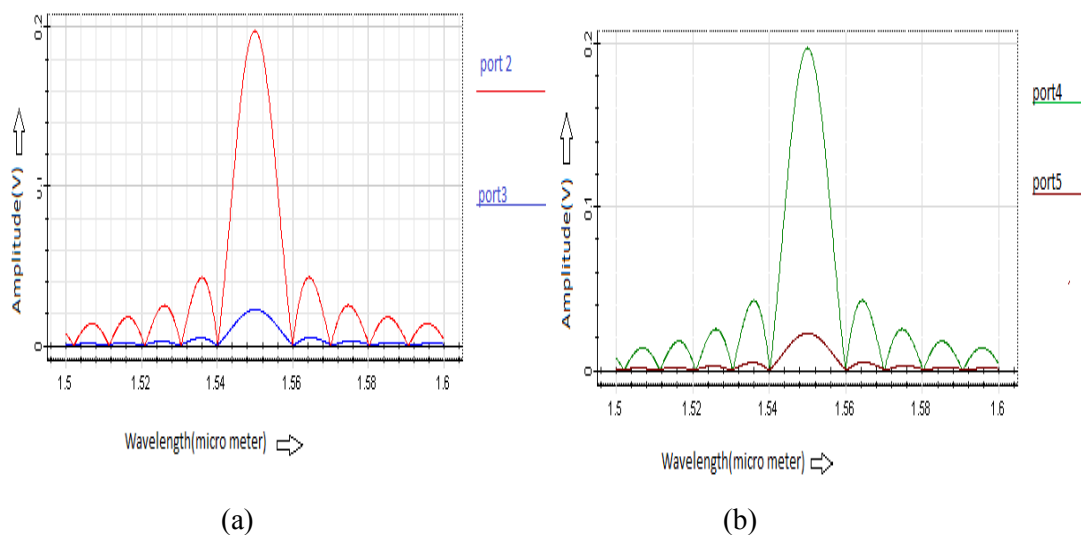 0.2
0.1
0
Amplitude(V)
1.5 1.52 1.54 1.56 1.58 1.6
Wavelength(micro meter)
port 2
port3
(a)
0.2
0.1
0
Amplitude(V)
1.5 1.52 1.54 1.56 1.58 1.6
Wavelength(micro meter)
port4
port5
(b)